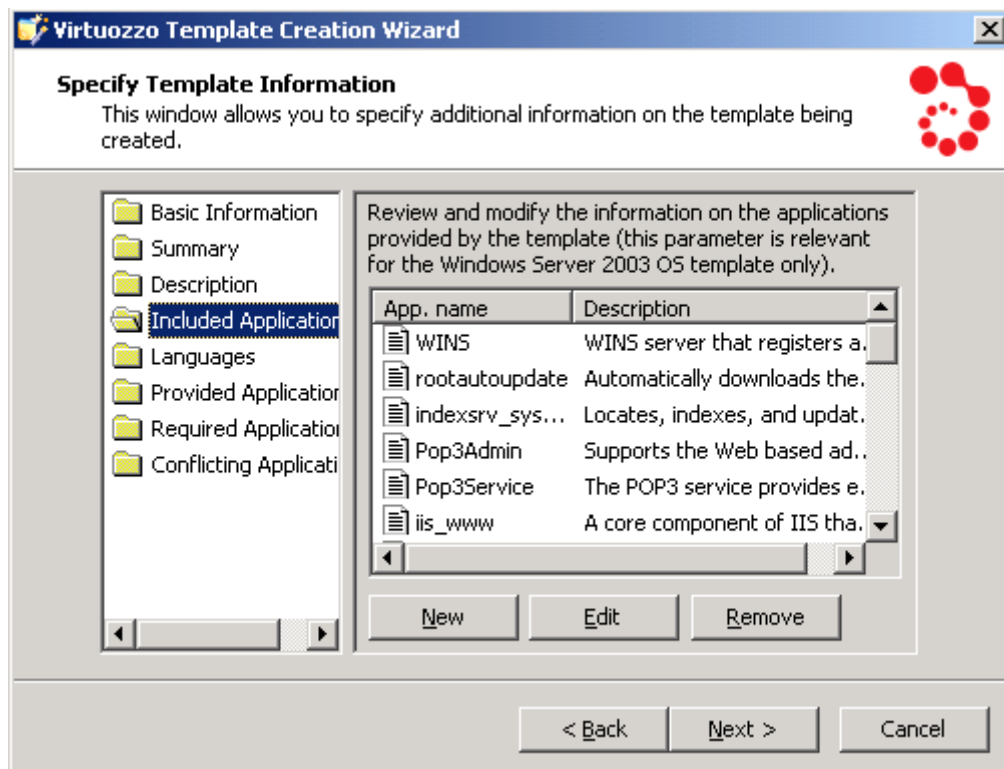 Virtuozzo Template Creation Wizard
Specify Template Information
This window allows you to specify additional information on the template being
created.
Basic Information
Summary
Description
Included Application
Languages
Provided Application
Required Application
Conflicting Applicati
Review and modify the information on the applications
provided by the template (this parameter is relevant
for the Windows Server 2003 OS template only).
App. name Description
WINS WINS server that registers a.
rootautoupdate Automatically downloads the.
indexsrv_sys... Locates, indexes, and updat.
Pop3Admin Supports the Web based ad..
Pop3Service The POP3 service provides e.
iis_www A core component of IIS tha.
New Edit Remove
< Back Next > Cancel